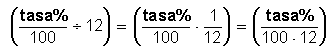 (tasa%/100 ÷ 12) = (tasa%/100 · 1/12) = (tasa%/100 · 12)